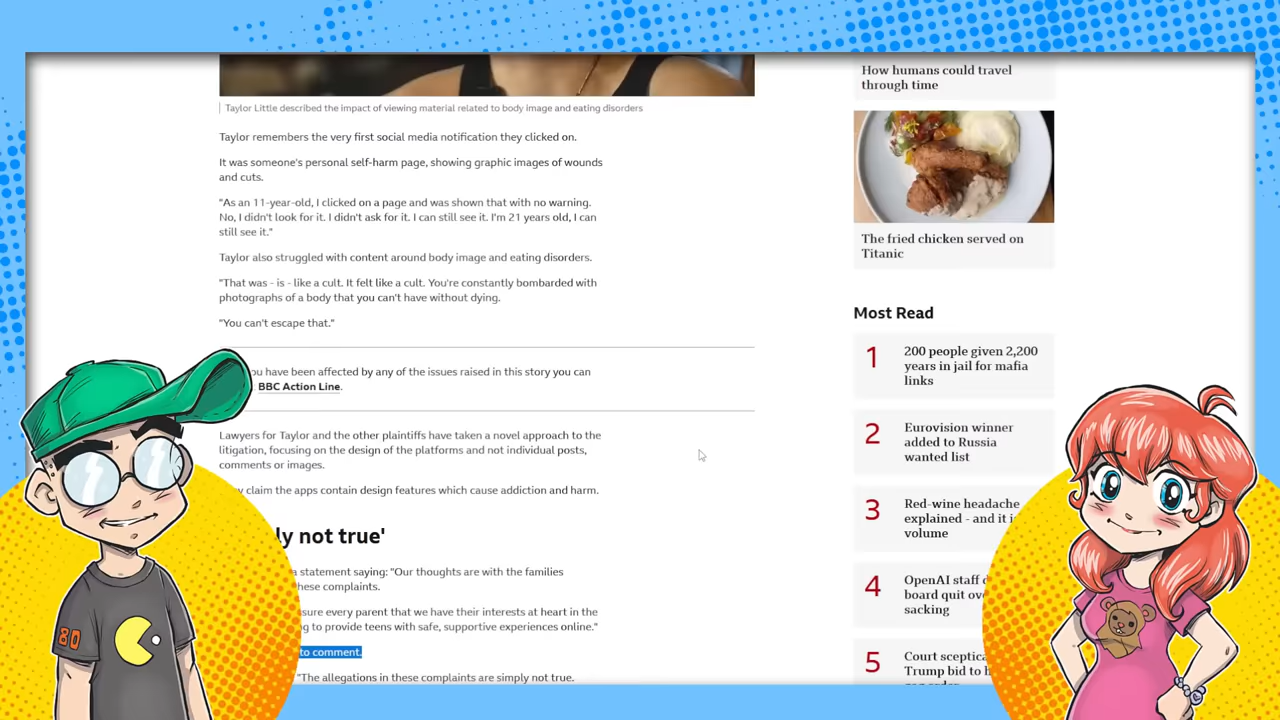 Taylor Little described the impact of viewing material related to body image and eating disorders
Taylor remembers the very first social media notification they clicked on.
It was someone's personal self-harm page, showing graphic images of wounds
and cuts.
"As an 11-year-old, I clicked on a page and was shown that with no warning.
No, I didn't look for it. I didn't ask for it. I can still see it. I'm 21 years old, I can
still see it."
Taylor also struggled with content around body image and eating disorders.
"That was - is - like a cult. It felt like a cult. You're constantly bombarded with
photographs of a body that you can't have without dying.
"You can't escape that."
have been affected by any of the issues raised in this story you can
BBC Action Line.
Lawyers for Taylor and the other plaintiffs have taken a novel approach to the
litigation, focusing on the design of the platforms and not individual posts,
comments or images.
claim the apps contain design features which cause addiction and harm.
not true'
a statement saying: "Our thoughts are with the families
these complaints.
every parent that we have their interests at heart in the
to provide teens with safe, supportive experiences online."
to comment.
"The allegations in these complaints are simply not true.
How humans could travel
through time
The fried chicken served on
Titanic
Most Read
1
200 people given 2,200
years in jail for mafia
links
2
Eurovision winner
added to Russia
wanted list
3
Red-wine headache
explained - and it
volume
4
OpenAI staff
board quit
sacking
5
Court
Trump bid to
80